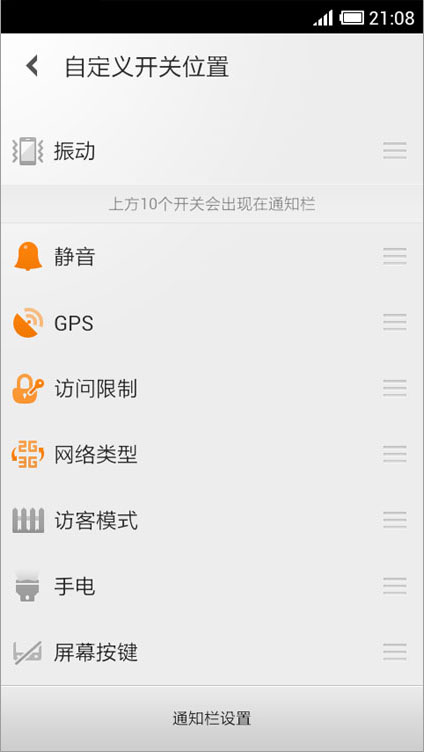 21:08
自定义开关位置
振动
上方10个开关会出现在通知栏
静音
GPS
访问限制
2G
3G
网络类型
访客模式
手电
屏幕按键
通知栏设置